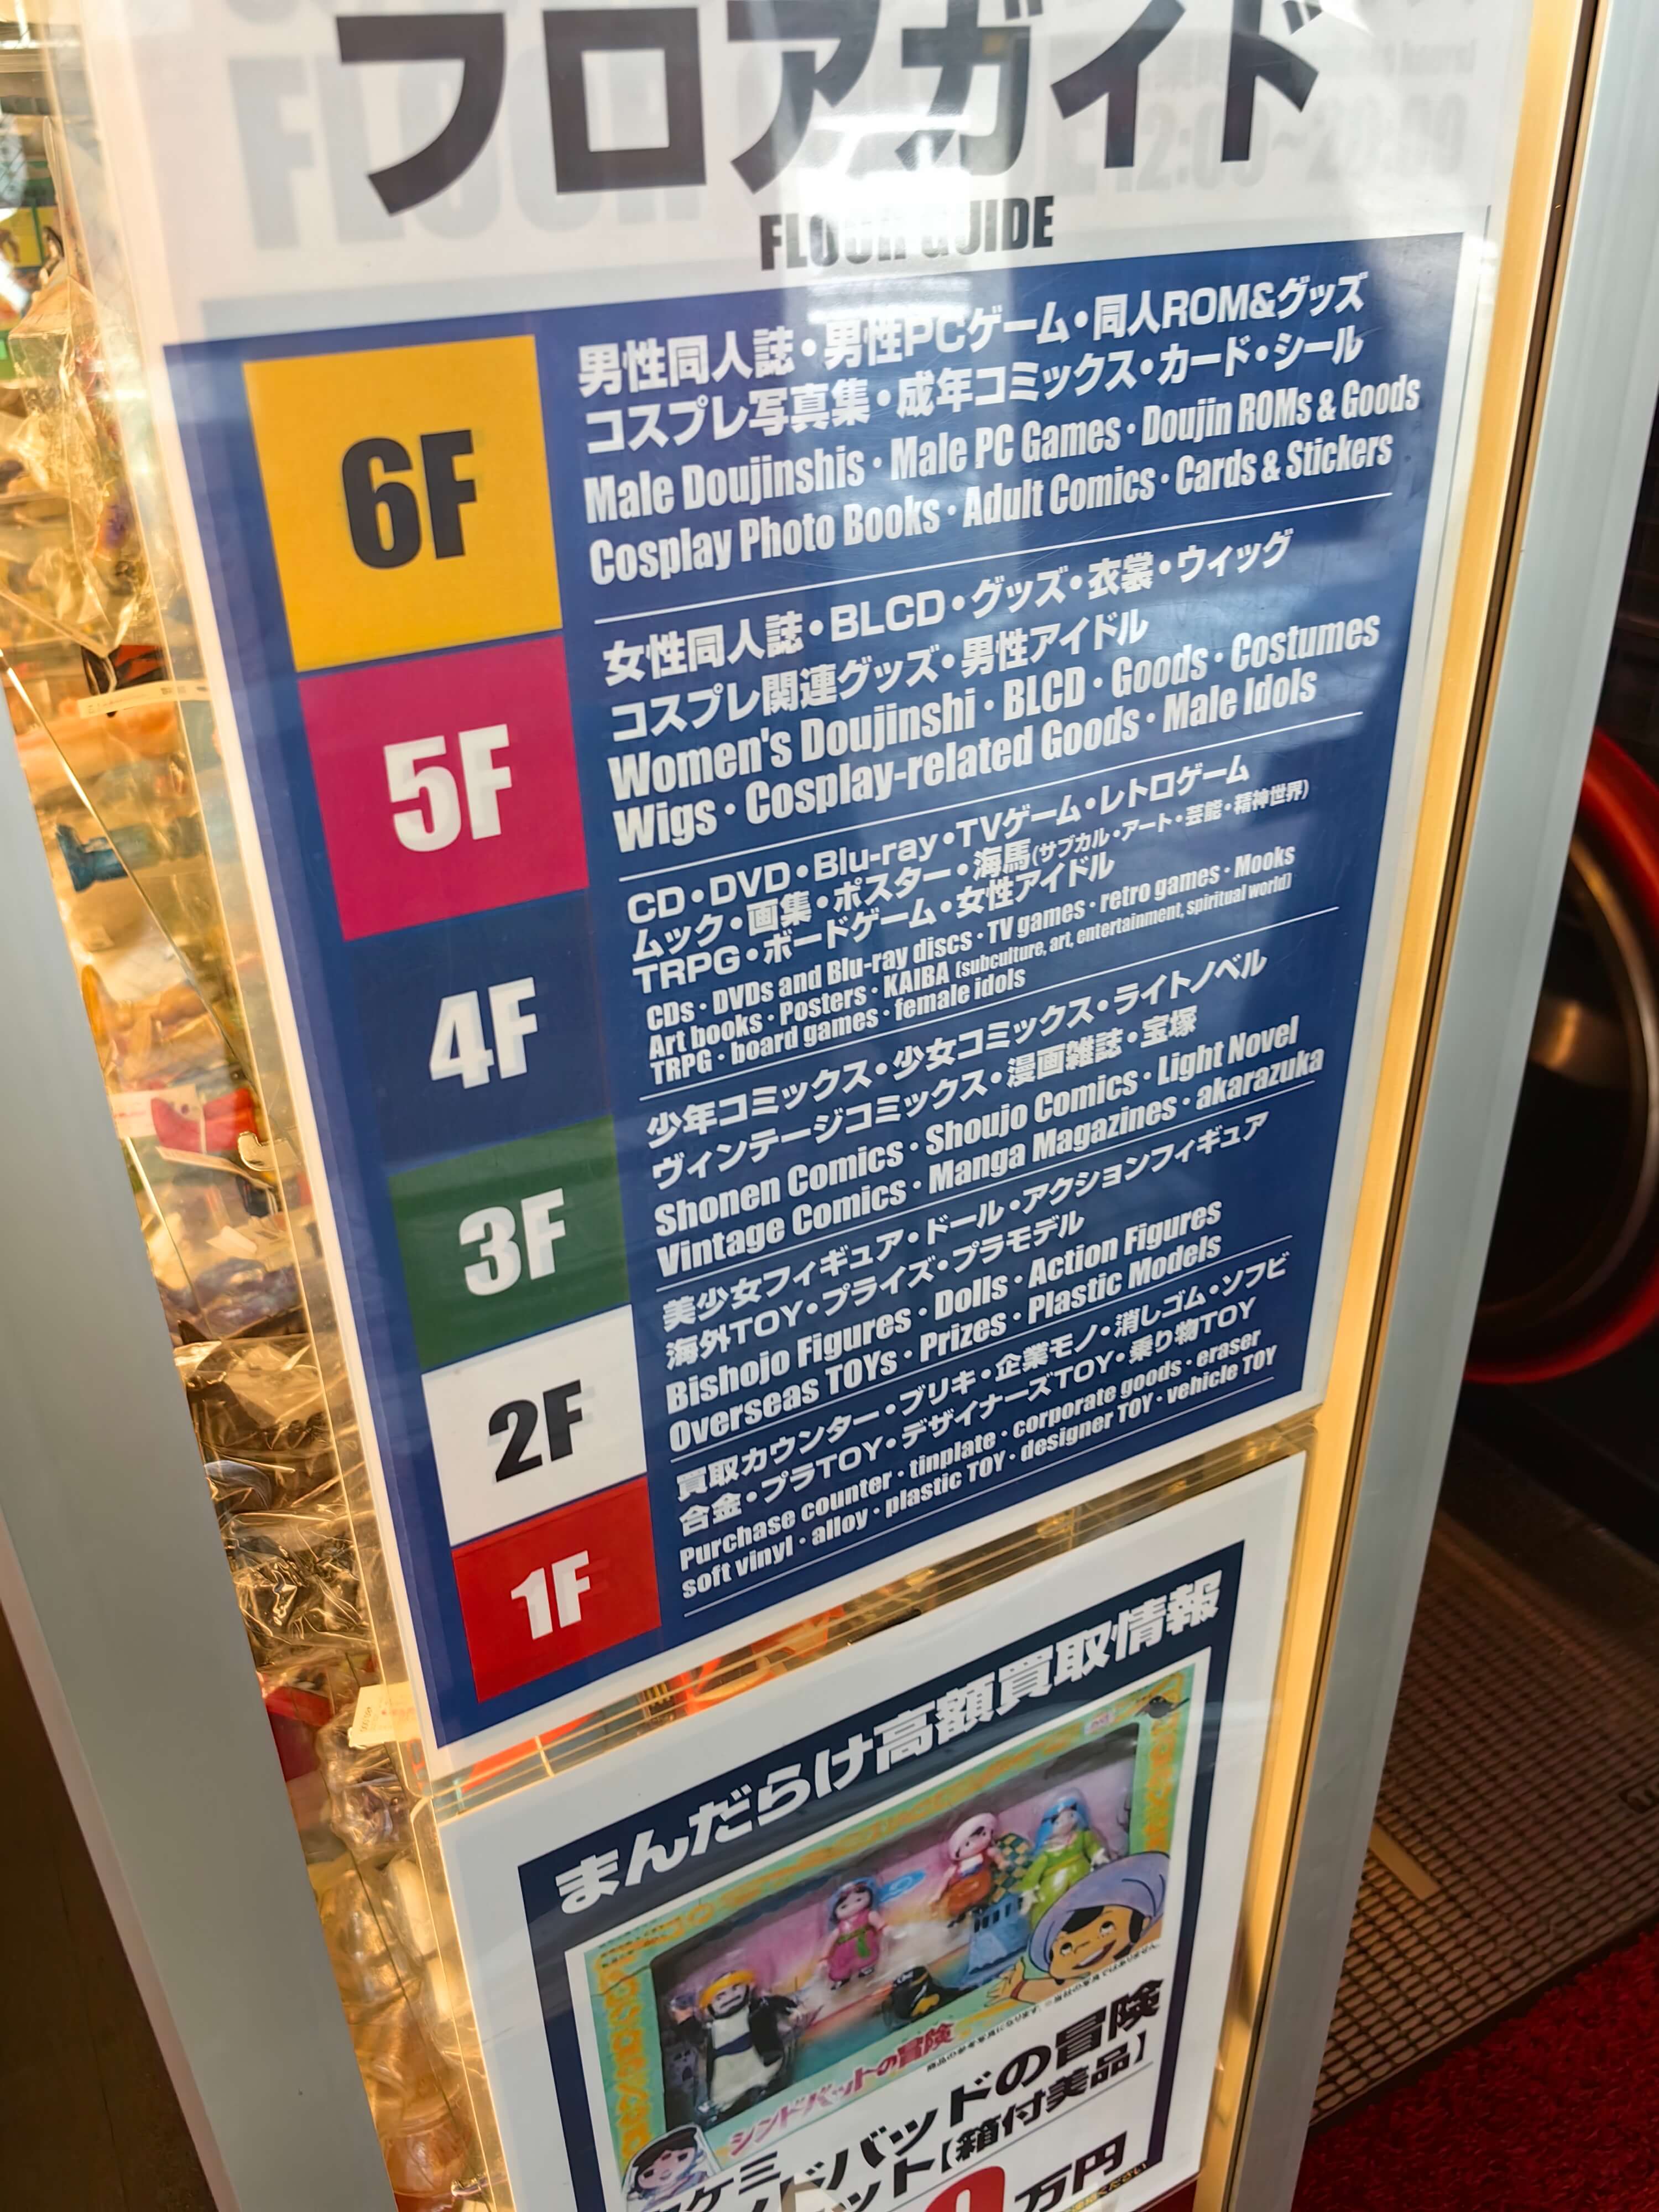 フロアガイド
FLOOR GUIDE
6F
男性同人誌・男性PCゲーム・同人ROM&グッズ
コスプレ写真集・成年コミックス・カード・シール
Male Doujinshis・Male PC Games・Doujin ROMs & Goods
Cosplay Photo Books・Adult Comics・Cards & Stickers
5F
女性同人誌・BLCD・グッズ・衣裳・ウィッグ
コスプレ関連グッズ・男性アイドル
Women's Doujinshi・BLCD・Goods・Costumes
Wigs・Cosplay-related Goods・Male Idols
4F
CD・DVD・Blu-ray・TVゲーム・レトロゲーム
ムック・画集・ポスター・海馬(サブカル・アート・芸能・精神世界)
TRPG・ボードゲーム・女性アイドル
CDs・DVDs and Blu-ray discs・TV games・retro games・Mooks
Art books・Posters・KAIBA (subculture, art, entertainment, spiritual world)
TRPG・board games・female idols
3F
少年コミックス・少女コミックス・ライトノベル
ヴィンテージコミックス・漫画雑誌・宝塚
Shonen Comics・Shoujo Comics・Light Novel
Vintage Comics・Manga Magazines・akarazuka
2F
美少女フィギュア・ドール・アクションフィギュア
海外TOY・プライズ・プラモデル
Bishojo Figures・Dolls・Action Figures
Overseas TOYs・Prizes・Plastic Models
1F
買取カウンター・ブリキ・企業モノ・消しゴム・ソフビ
合金・プラTOY・デザイナーズTOY・乗り物TOY
Purchase counter・tinplate・corporate goods・eraser
soft vinyl・alloy・plastic TOY・designer TOY・vehicle TOY
まんだらけ高額買取情報
シンドバットの冒険
ドバッドの冒険
ット【箱付美品】
万円